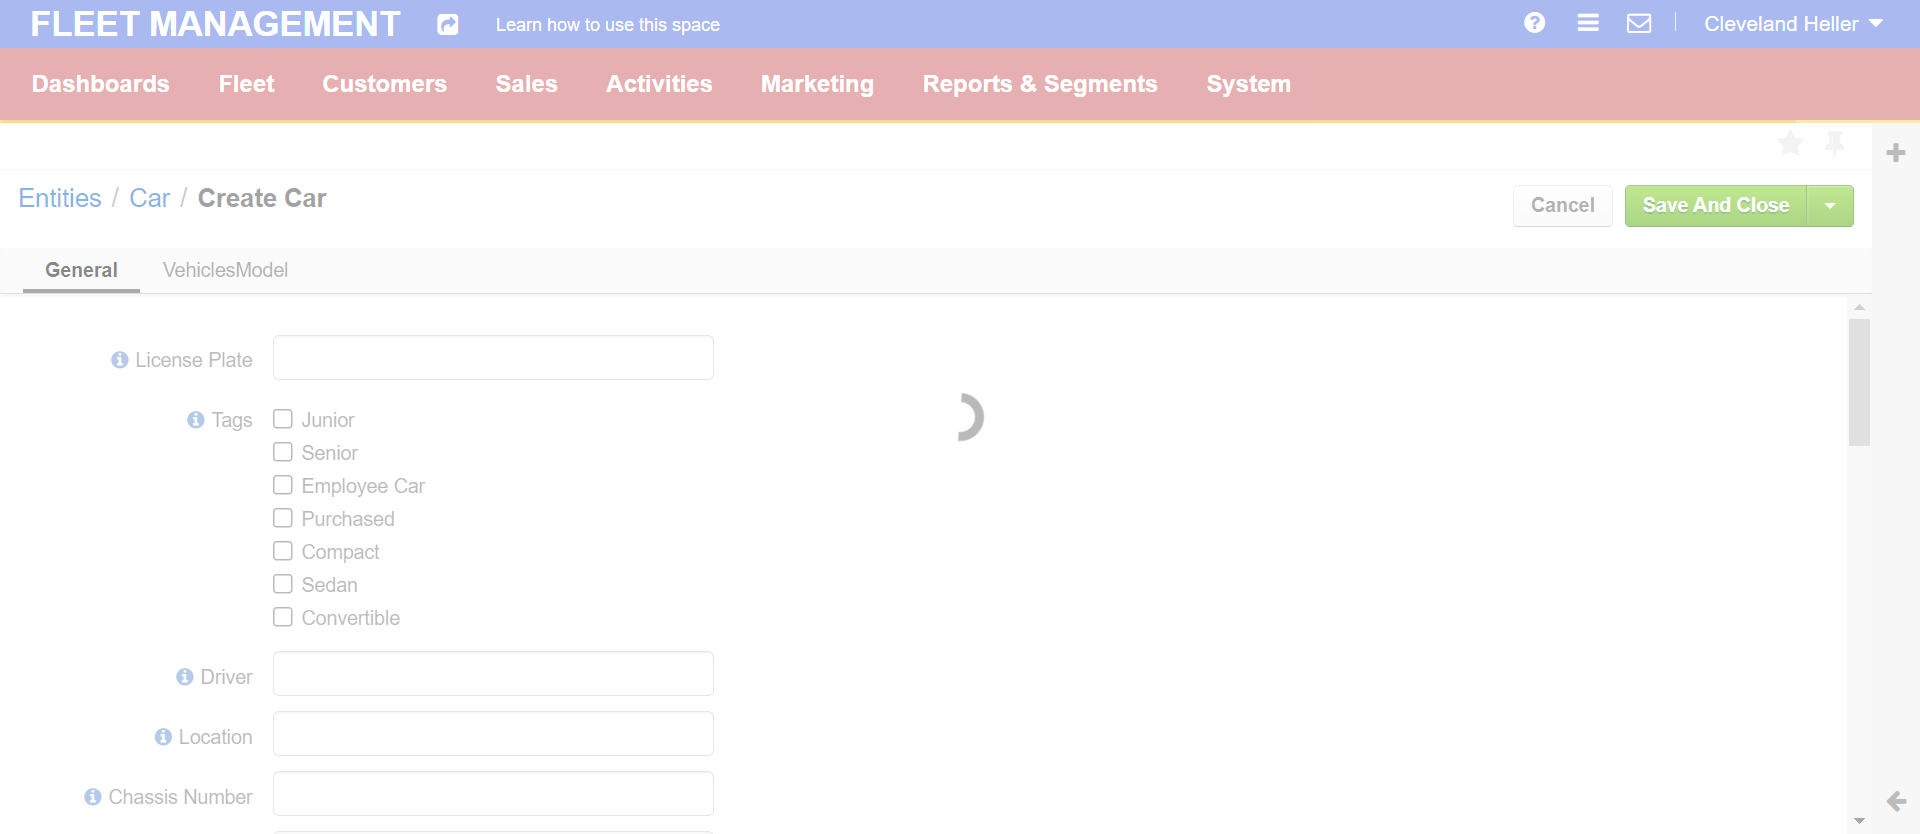 FLEET MANAGEMENT Learn how to use this space Cleveland Heller
Dashboards Fleet Customers Sales Activities Marketing Reports & Segments System
Entities / Car / Create Car Cancel Save And Close
General VehiclesModel
License Plate
Tags Junior
Senior
Employee Car
Purchased
Compact
Sedan
Convertible
Driver
Location
Chassis Number